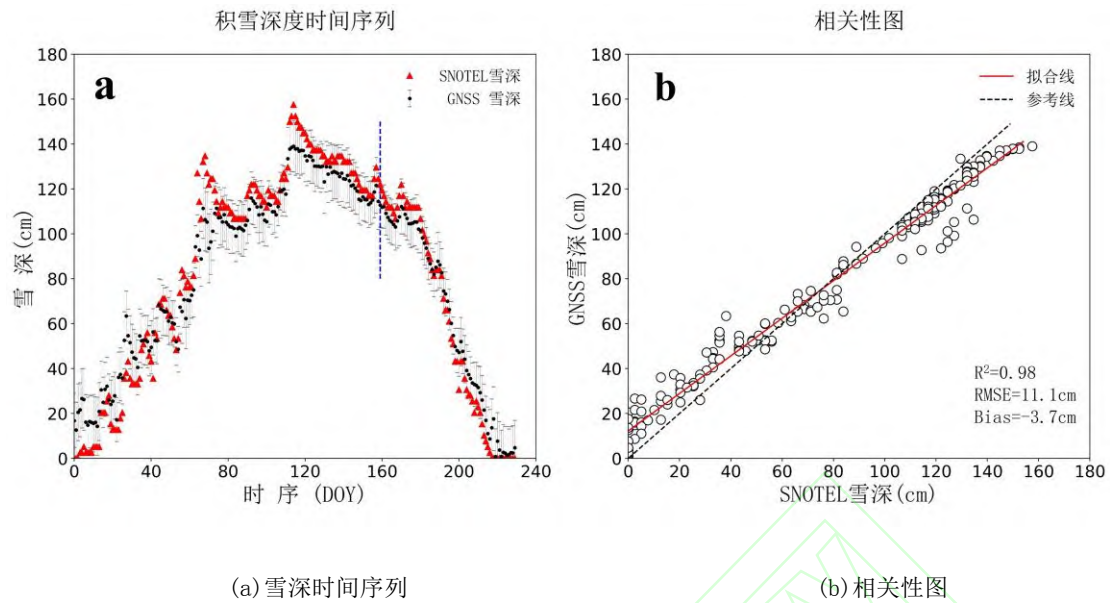 积雪深度时间序列
相关性图
a
SNOTEL雪深
GNSS 雪深
180
160
140
120
100
80
60
40
20
0
雪 深(cm)
0
40
80
120
160
200
240
时 序 (DOY)
b
拟合线
参考线
180
160
140
120
100
80
60
40
20
0
GNSS雪深(cm)
R²=0.98
RMSE=11.1cm
Bias=-3.7cm
0
20
40
60
80
100
120
140
160
180
SNOTEL雪深(cm)
(a)雪深时间序列
(b)相关性图